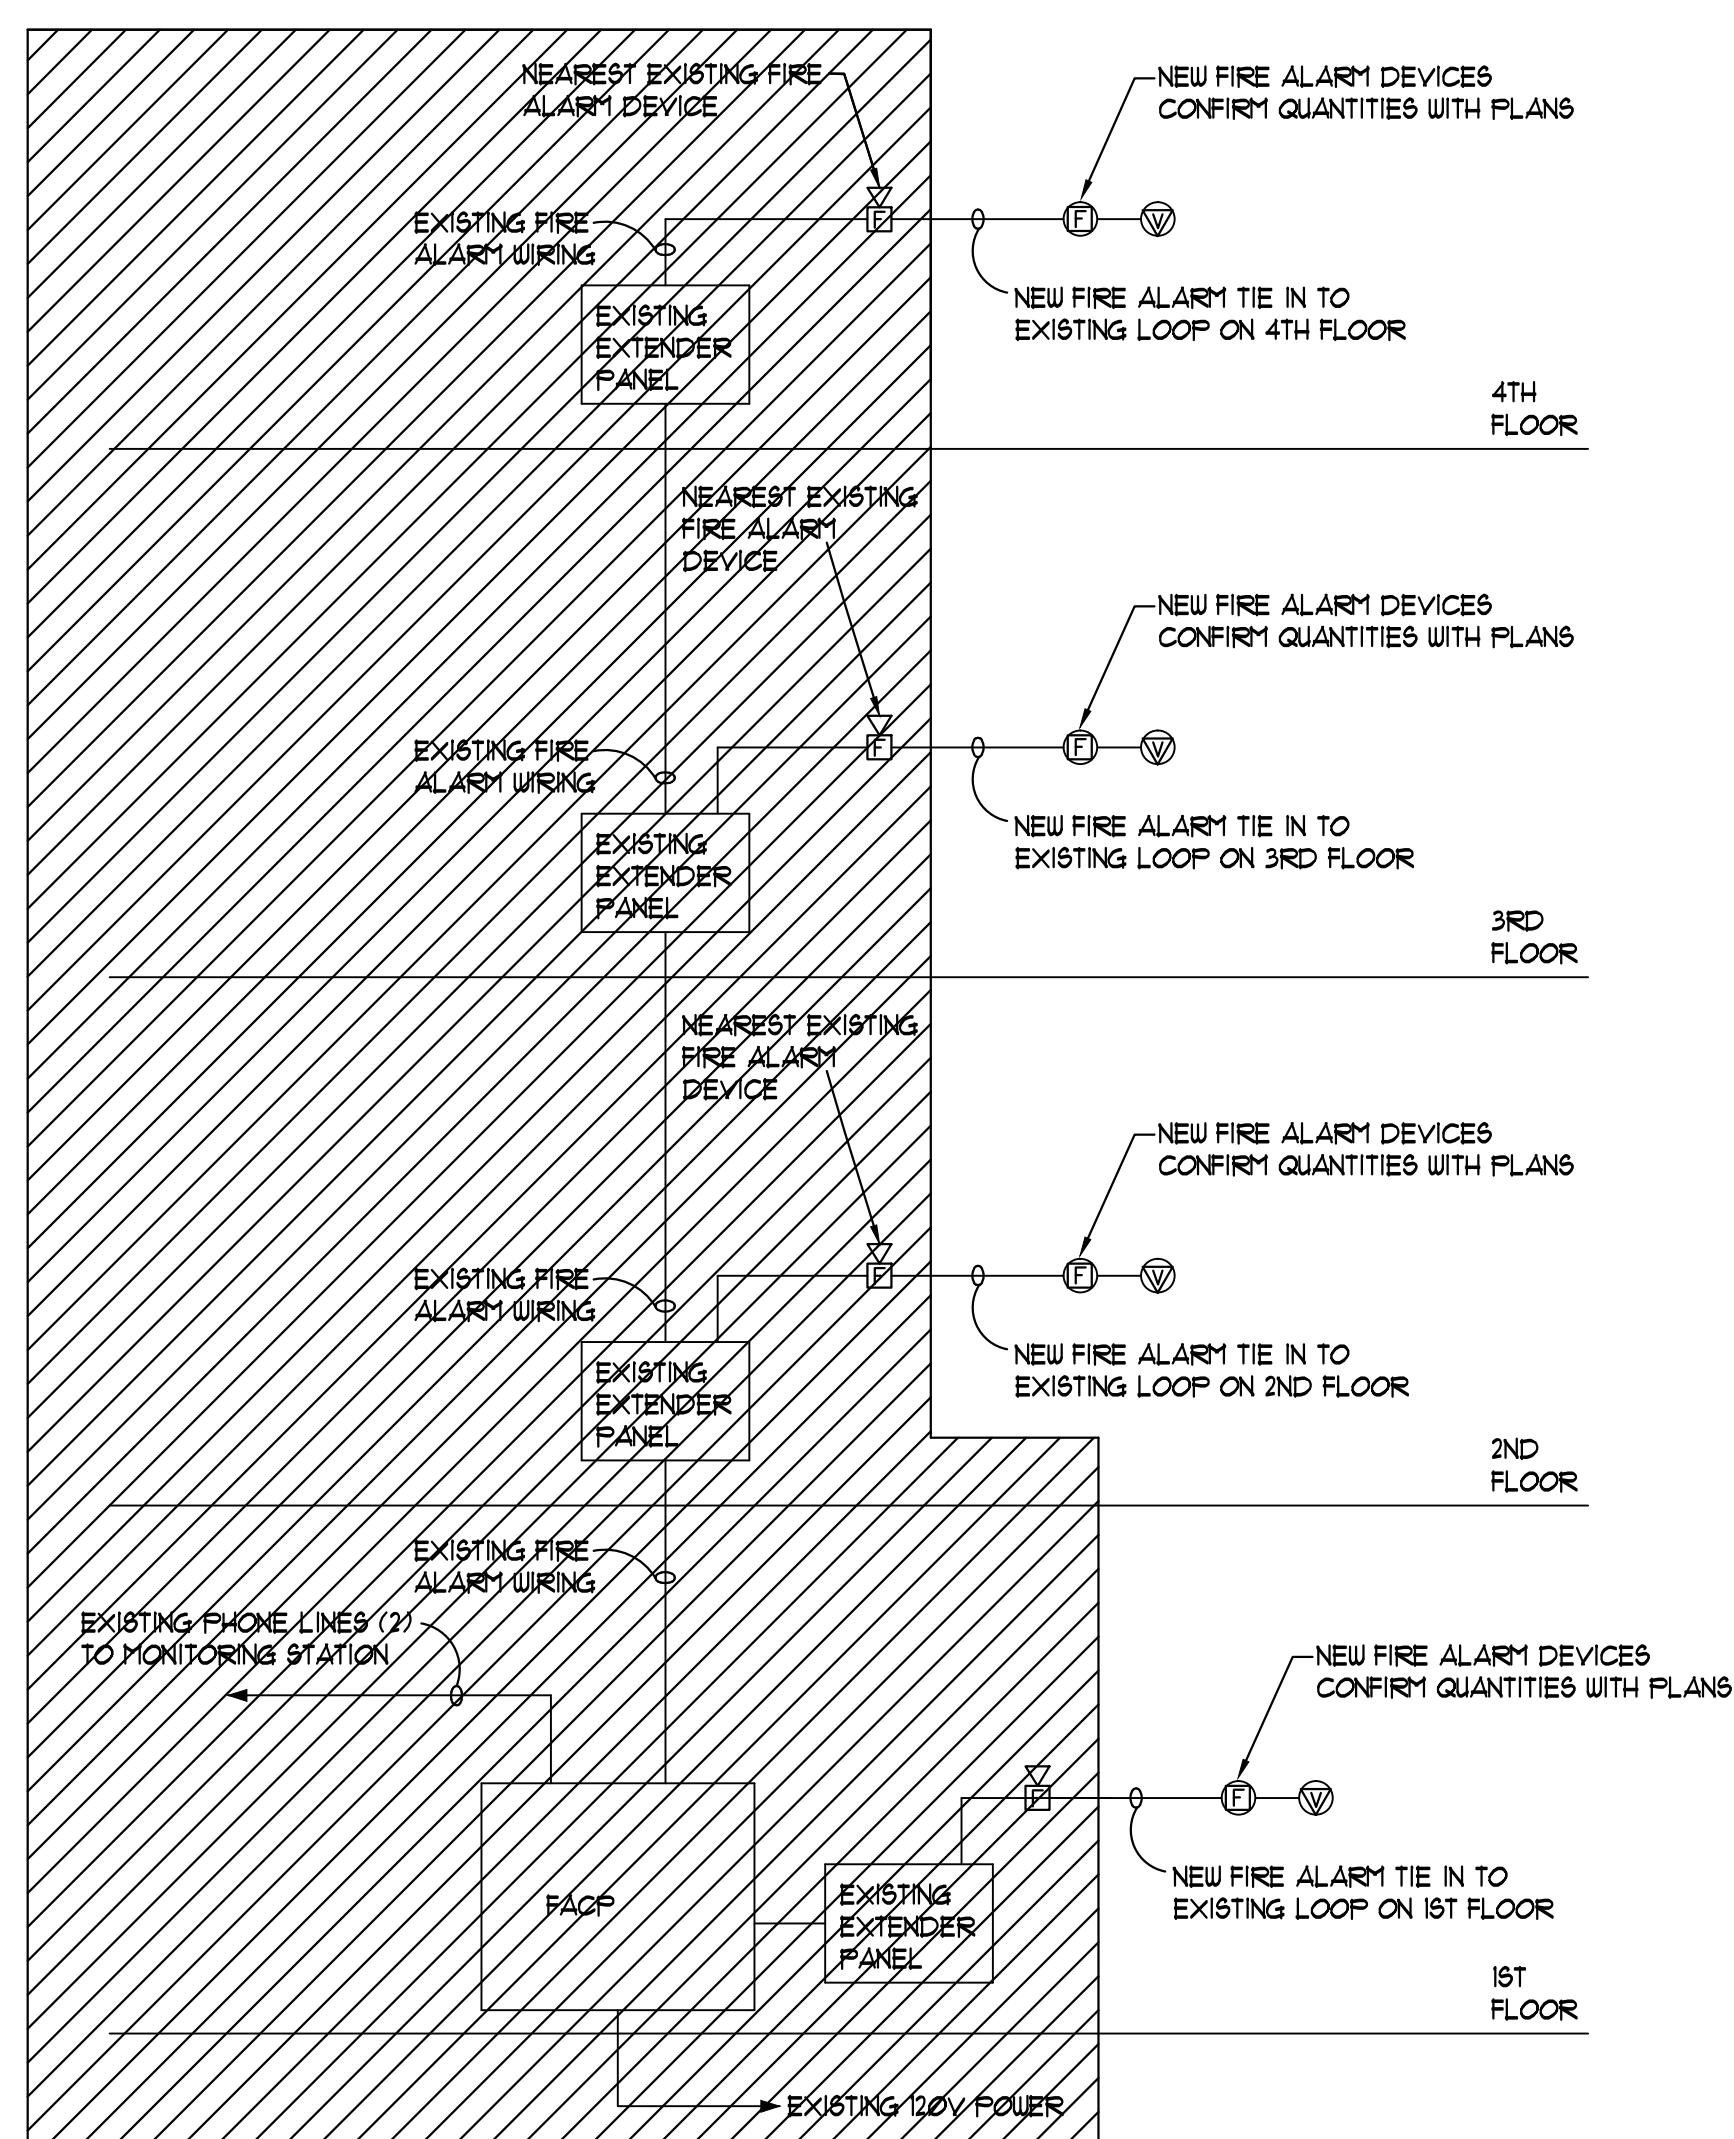 NEAREST EXISTING FIRE
ALARM DEVICE
NEW FIRE ALARM DEVICES
CONFIRM QUANTITIES WITH PLANS
F
F
V
EXISTING FIRE
ALARM WIRING
NEW FIRE ALARM TIE IN TO
EXISTING LOOP ON 4TH FLOOR
EXISTING
EXTENDER
PANEL
4TH
FLOOR
NEAREST EXISTING
FIRE ALARM
DEVICE
NEW FIRE ALARM DEVICES
CONFIRM QUANTITIES WITH PLANS
F
F
V
EXISTING FIRE
ALARM WIRING
NEW FIRE ALARM TIE IN TO
EXISTING LOOP ON 3RD FLOOR
EXISTING
EXTENDER
PANEL
3RD
FLOOR
NEAREST EXISTING
FIRE ALARM
DEVICE
NEW FIRE ALARM DEVICES
CONFIRM QUANTITIES WITH PLANS
F
F
V
EXISTING FIRE
ALARM WIRING
NEW FIRE ALARM TIE IN TO
EXISTING LOOP ON 2ND FLOOR
EXISTING
EXTENDER
PANEL
2ND
FLOOR
EXISTING FIRE
ALARM WIRING
EXISTING PHONE LINES (2)
TO MONITORING STATION
NEW FIRE ALARM DEVICES
CONFIRM QUANTITIES WITH PLANS
F
F
V
NEW FIRE ALARM TIE IN TO
EXISTING LOOP ON 1ST FLOOR
FACP
EXISTING
EXTENDER
PANEL
1ST
FLOOR
EXISTING 120V POWER